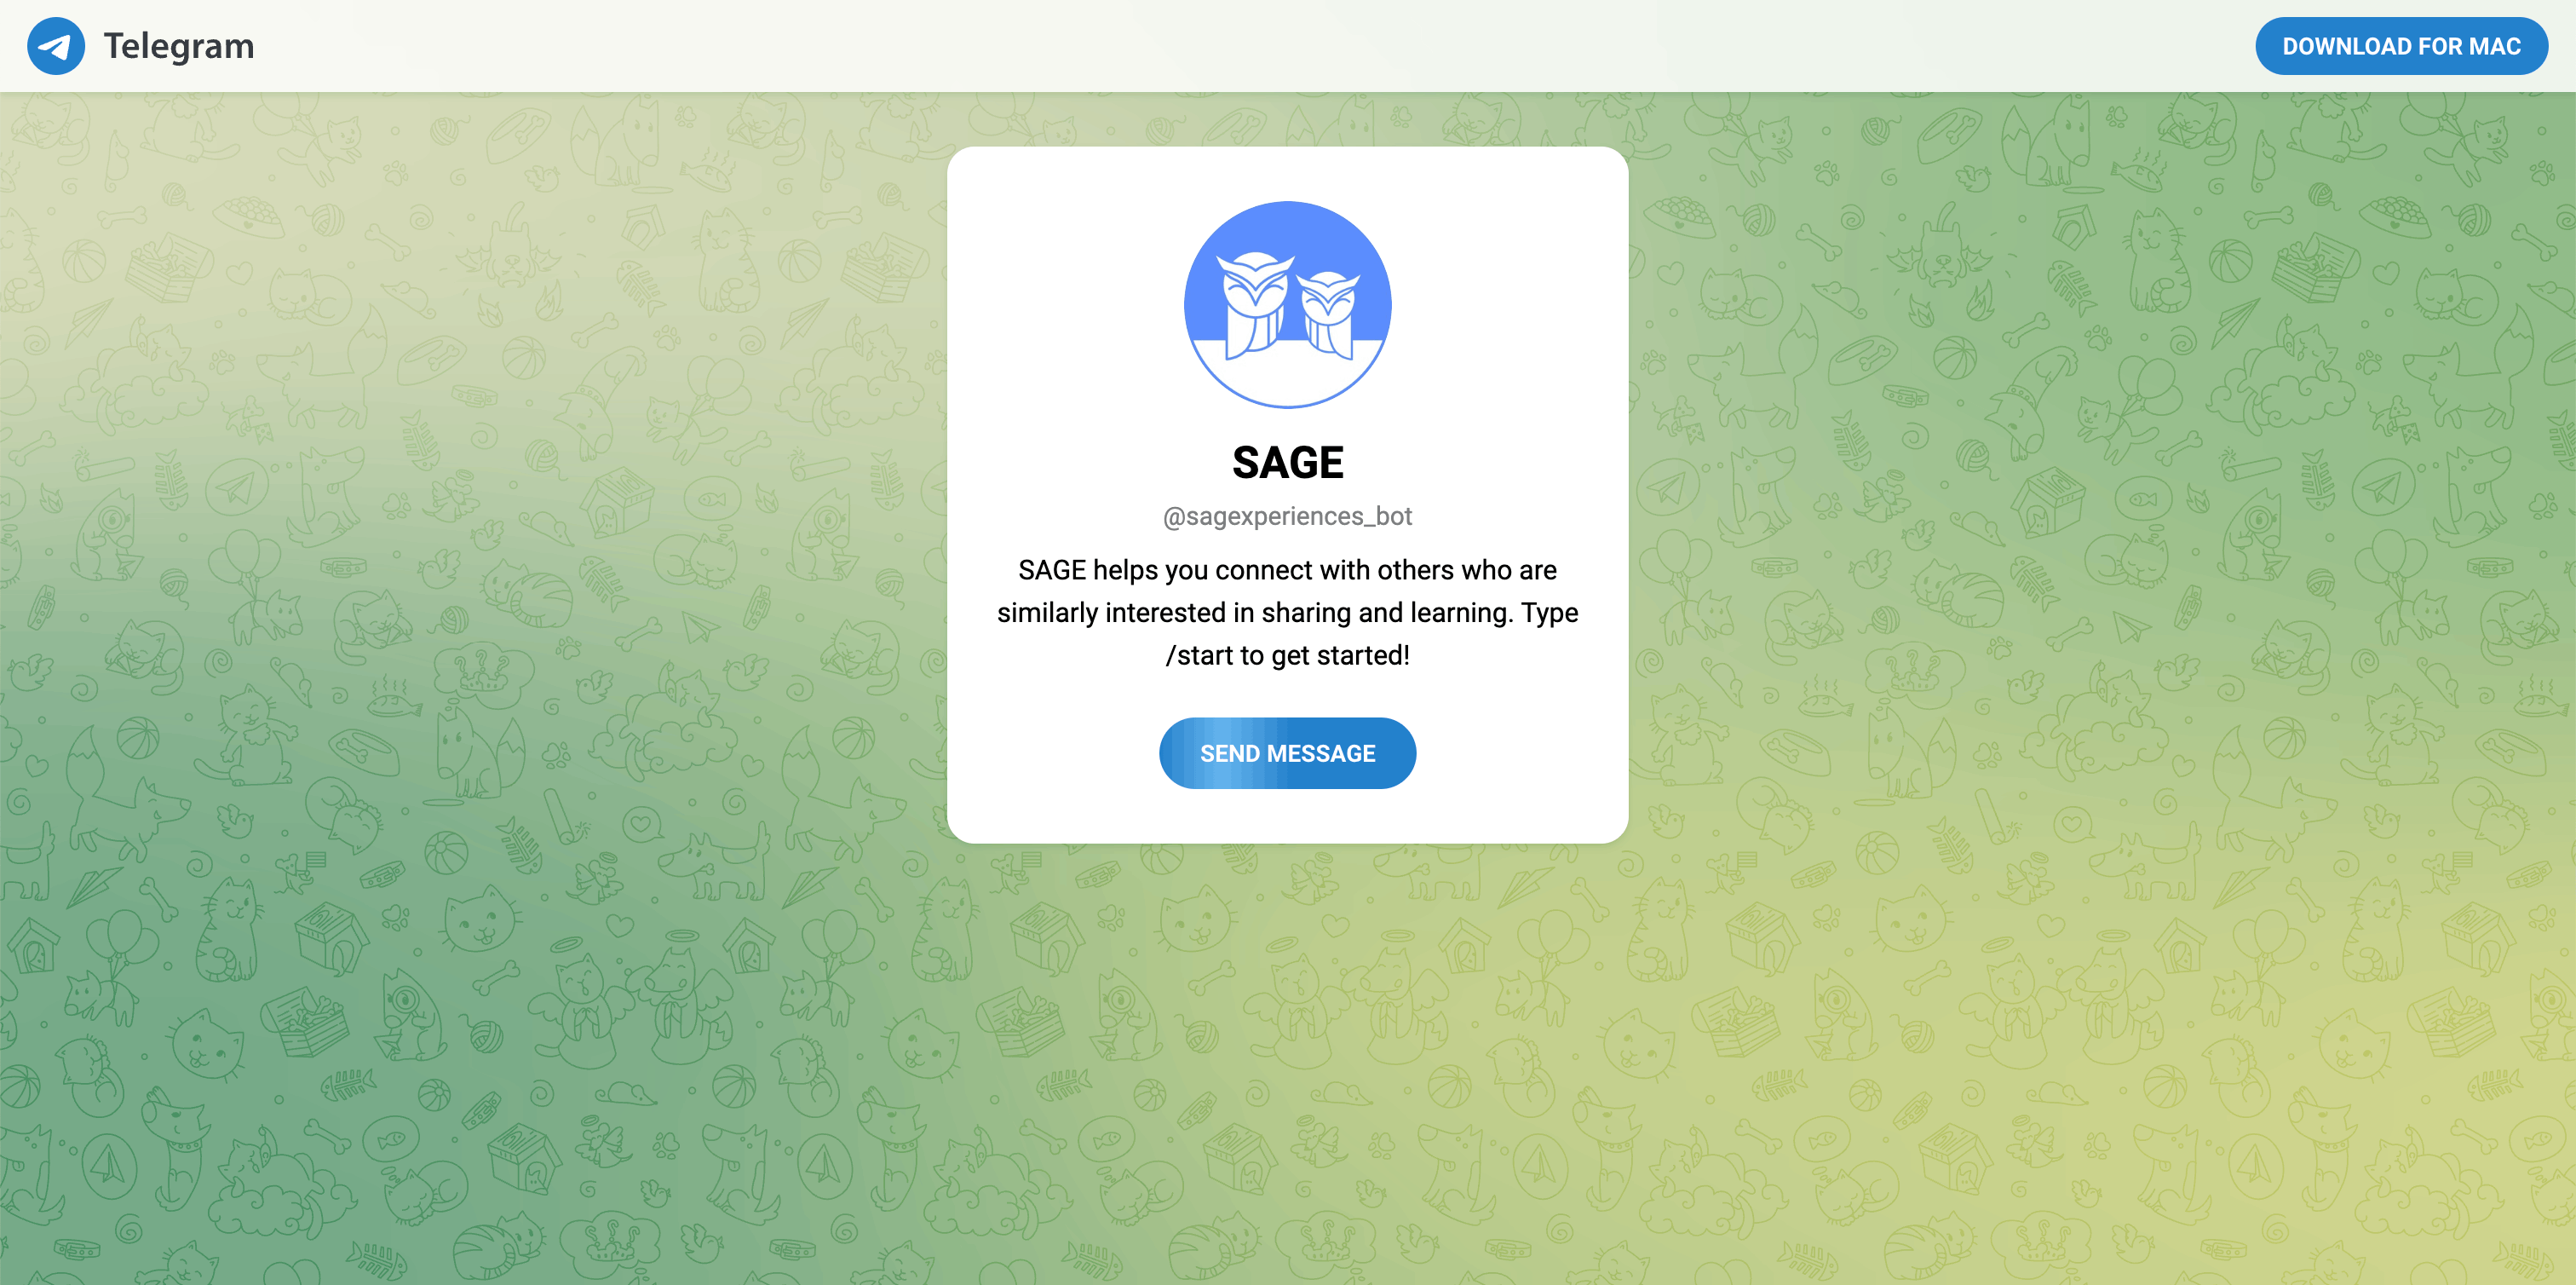 Telegram
DOWNLOAD FOR MAC
SAGE
@sagexperiences_bot
SAGE helps you connect with others who are
similarly interested in sharing and learning. Type
/start to get started!
SEND MESSAGE